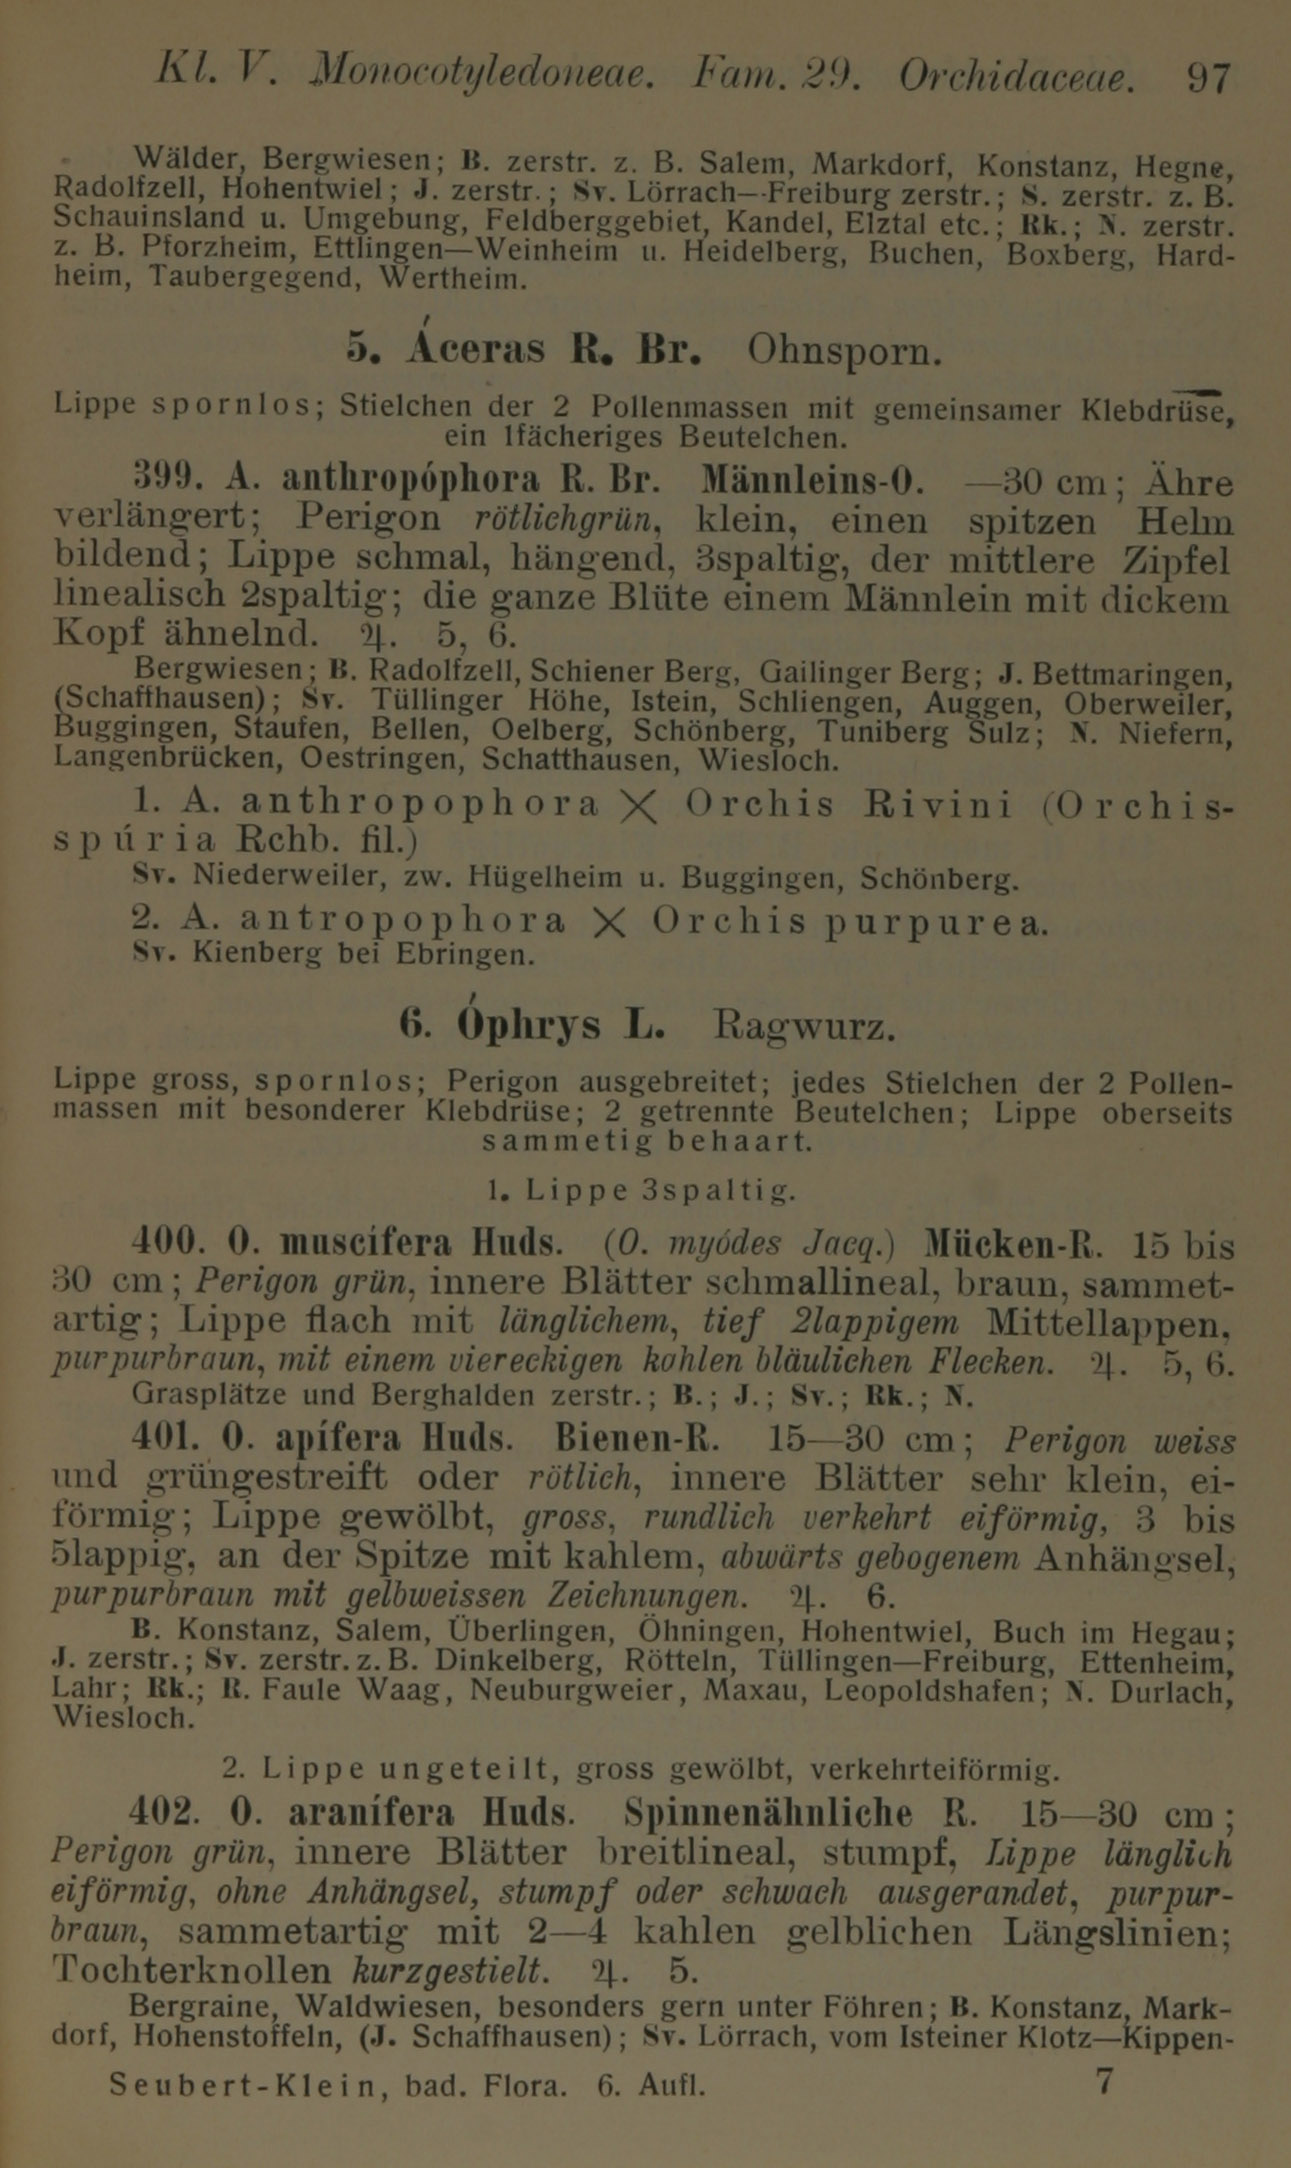 Kl. V. Monocotyledoneae. Fam. 29. Orchidaceae. 97
Wälder, Bergwiesen; B. zerstr. z. B. Salem, Markdorf, Konstanz, Hegne,
Radolfzell, Hohentwiel; J. zerstr.; Sv. Lörrach—Freiburg zerstr.; S. zerstr. z. B.
Schauinsland u. Umgebung, Feldberggebiet, Kandel, Elztal etc.; Rk.; N. zerstr.
z. B. Pforzheim, Ettlingen—Weinheim u. Heidelberg, Buchen, Boxberg, Hard-
heim, Taubergegend, Wertheim.
5. Áceras R. Br. Ohnsporn.
Lippe spornlos; Stielchen der 2 Pollenmassen mit gemeinsamer Klebdrüse,
ein 1fächeriges Beutelchen.
399. A. anthropóphora R. Br. Männleins-O. —30 cm; Ähre
verlängert; Perigon rötlichgrün, klein, einen spitzen Helm
bildend; Lippe schmal, hängend, 3spaltig, der mittlere Zipfel
linealisch 2spaltig; die ganze Blüte einem Männlein mit dickem
Kopf ähnelnd. ♃. 5, 6.
Bergwiesen; B. Radolfzell, Schiener Berg, Gailinger Berg; J. Bettmaringen,
(Schaffhausen); Sv. Tüllinger Höhe, Istein, Schliengen, Auggen, Oberweiler,
Buggingen, Staufen, Bellen, Oelberg, Schönberg, Tuniberg Sulz; N. Niefern,
Langenbrücken, Oestringen, Schatthausen, Wiesloch.
1. A. anthropophora X Orchis Rivini (Orchis-
spúria Rchb. fil.)
Sv. Niederweiler, zw. Hügelheim u. Buggingen, Schönberg.
2. A. antropophora X Orchis purpurea.
Sv. Kienberg bei Ebringen.
6. Óphrys L. Ragwurz.
Lippe gross, spornlos; Perigon ausgebreitet; jedes Stielchen der 2 Pollen-
massen mit besonderer Klebdrüse; 2 getrennte Beutelchen; Lippe oberseits
sammetig behaart.
1. Lippe 3spaltig.
400. O. muscífera Huds. (O. myódes Jacq.) Mücken-R. 15 bis
30 cm; Perigon grün, innere Blätter schmallineal, braun, sammet-
artig; Lippe flach mit länglichem, tief 2lappigem Mittellappen,
purpurbraun, mit einem viereckigen kahlen bläulichen Flecken. ♃. 5, 6.
Grasplätze und Berghalden zerstr.; B.; J.; Sv.; Rk.; N.
401. O. apífera Huds. Bienen-R. 15—30 cm; Perigon weiss
und grüngestreift oder rötlich, innere Blätter sehr klein, ei-
förmig; Lippe gewölbt, gross, rundlich verkehrt eiförmig, 3 bis
5lappig, an der Spitze mit kahlem, abwärts gebogenem Anhängsel,
purpurbraun mit gelbweissen Zeichnungen. ♃. 6.
B. Konstanz, Salem, Überlingen, Öhningen, Hohentwiel, Buch im Hegau;
J. zerstr.; Sv. zerstr. z. B. Dinkelberg, Rötteln, Tüllingen—Freiburg, Ettenheim,
Lahr; Rk.; R. Faule Waag, Neuburgweier, Maxau, Leopoldshafen; N. Durlach,
Wiesloch.
2. Lippe ungeteilt, gross gewölbt, verkehrteiförmig.
402. O. aranífera Huds. Spinnenähnliche R. 15—30 cm;
Perigon grün, innere Blätter breitlineal, stumpf, Lippe länglich
eiförmig, ohne Anhängsel, stumpf oder schwach ausgerandet, purpur-
braun, sammetartig mit 2—4 kahlen gelblichen Längslinien;
Tochterknollen kurzgestielt. ♃. 5.
Bergraine, Waldwiesen, besonders gern unter Föhren; B. Konstanz, Mark-
dorf, Hohenstoffeln, (J. Schaffhausen); Sv. Lörrach, vom Isteiner Klotz—Kippen-
Seubert-Klein, bad. Flora. 6. Aufl. 7